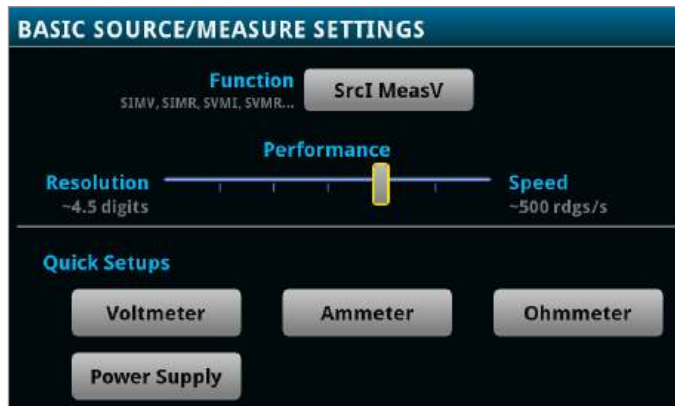 BASIC SOURCE/MEASURE SETTINGS
Function
SIMV, SIMR, SVMI, SVMR...
SrcI MeasV
Performance
Resolution
~4.5 digits
Speed
~500 rdgs/s
Quick Setups
Voltmeter Ammeter Ohmmeter
Power Supply